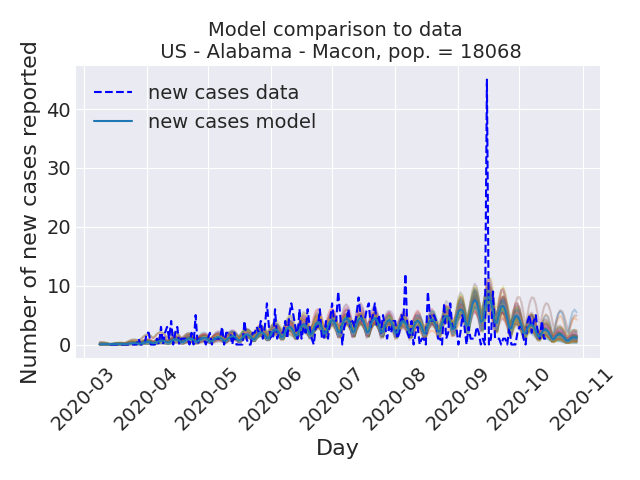 Model comparison to data
US - Alabama - Macon, pop. = 18068
Number of new cases reported
new cases data
new cases model
40
30
20
10
0
2020-03
2020-04
2020-05
2020-06
2020-07
2020-08
2020-09
2020-10
2020-11
Day